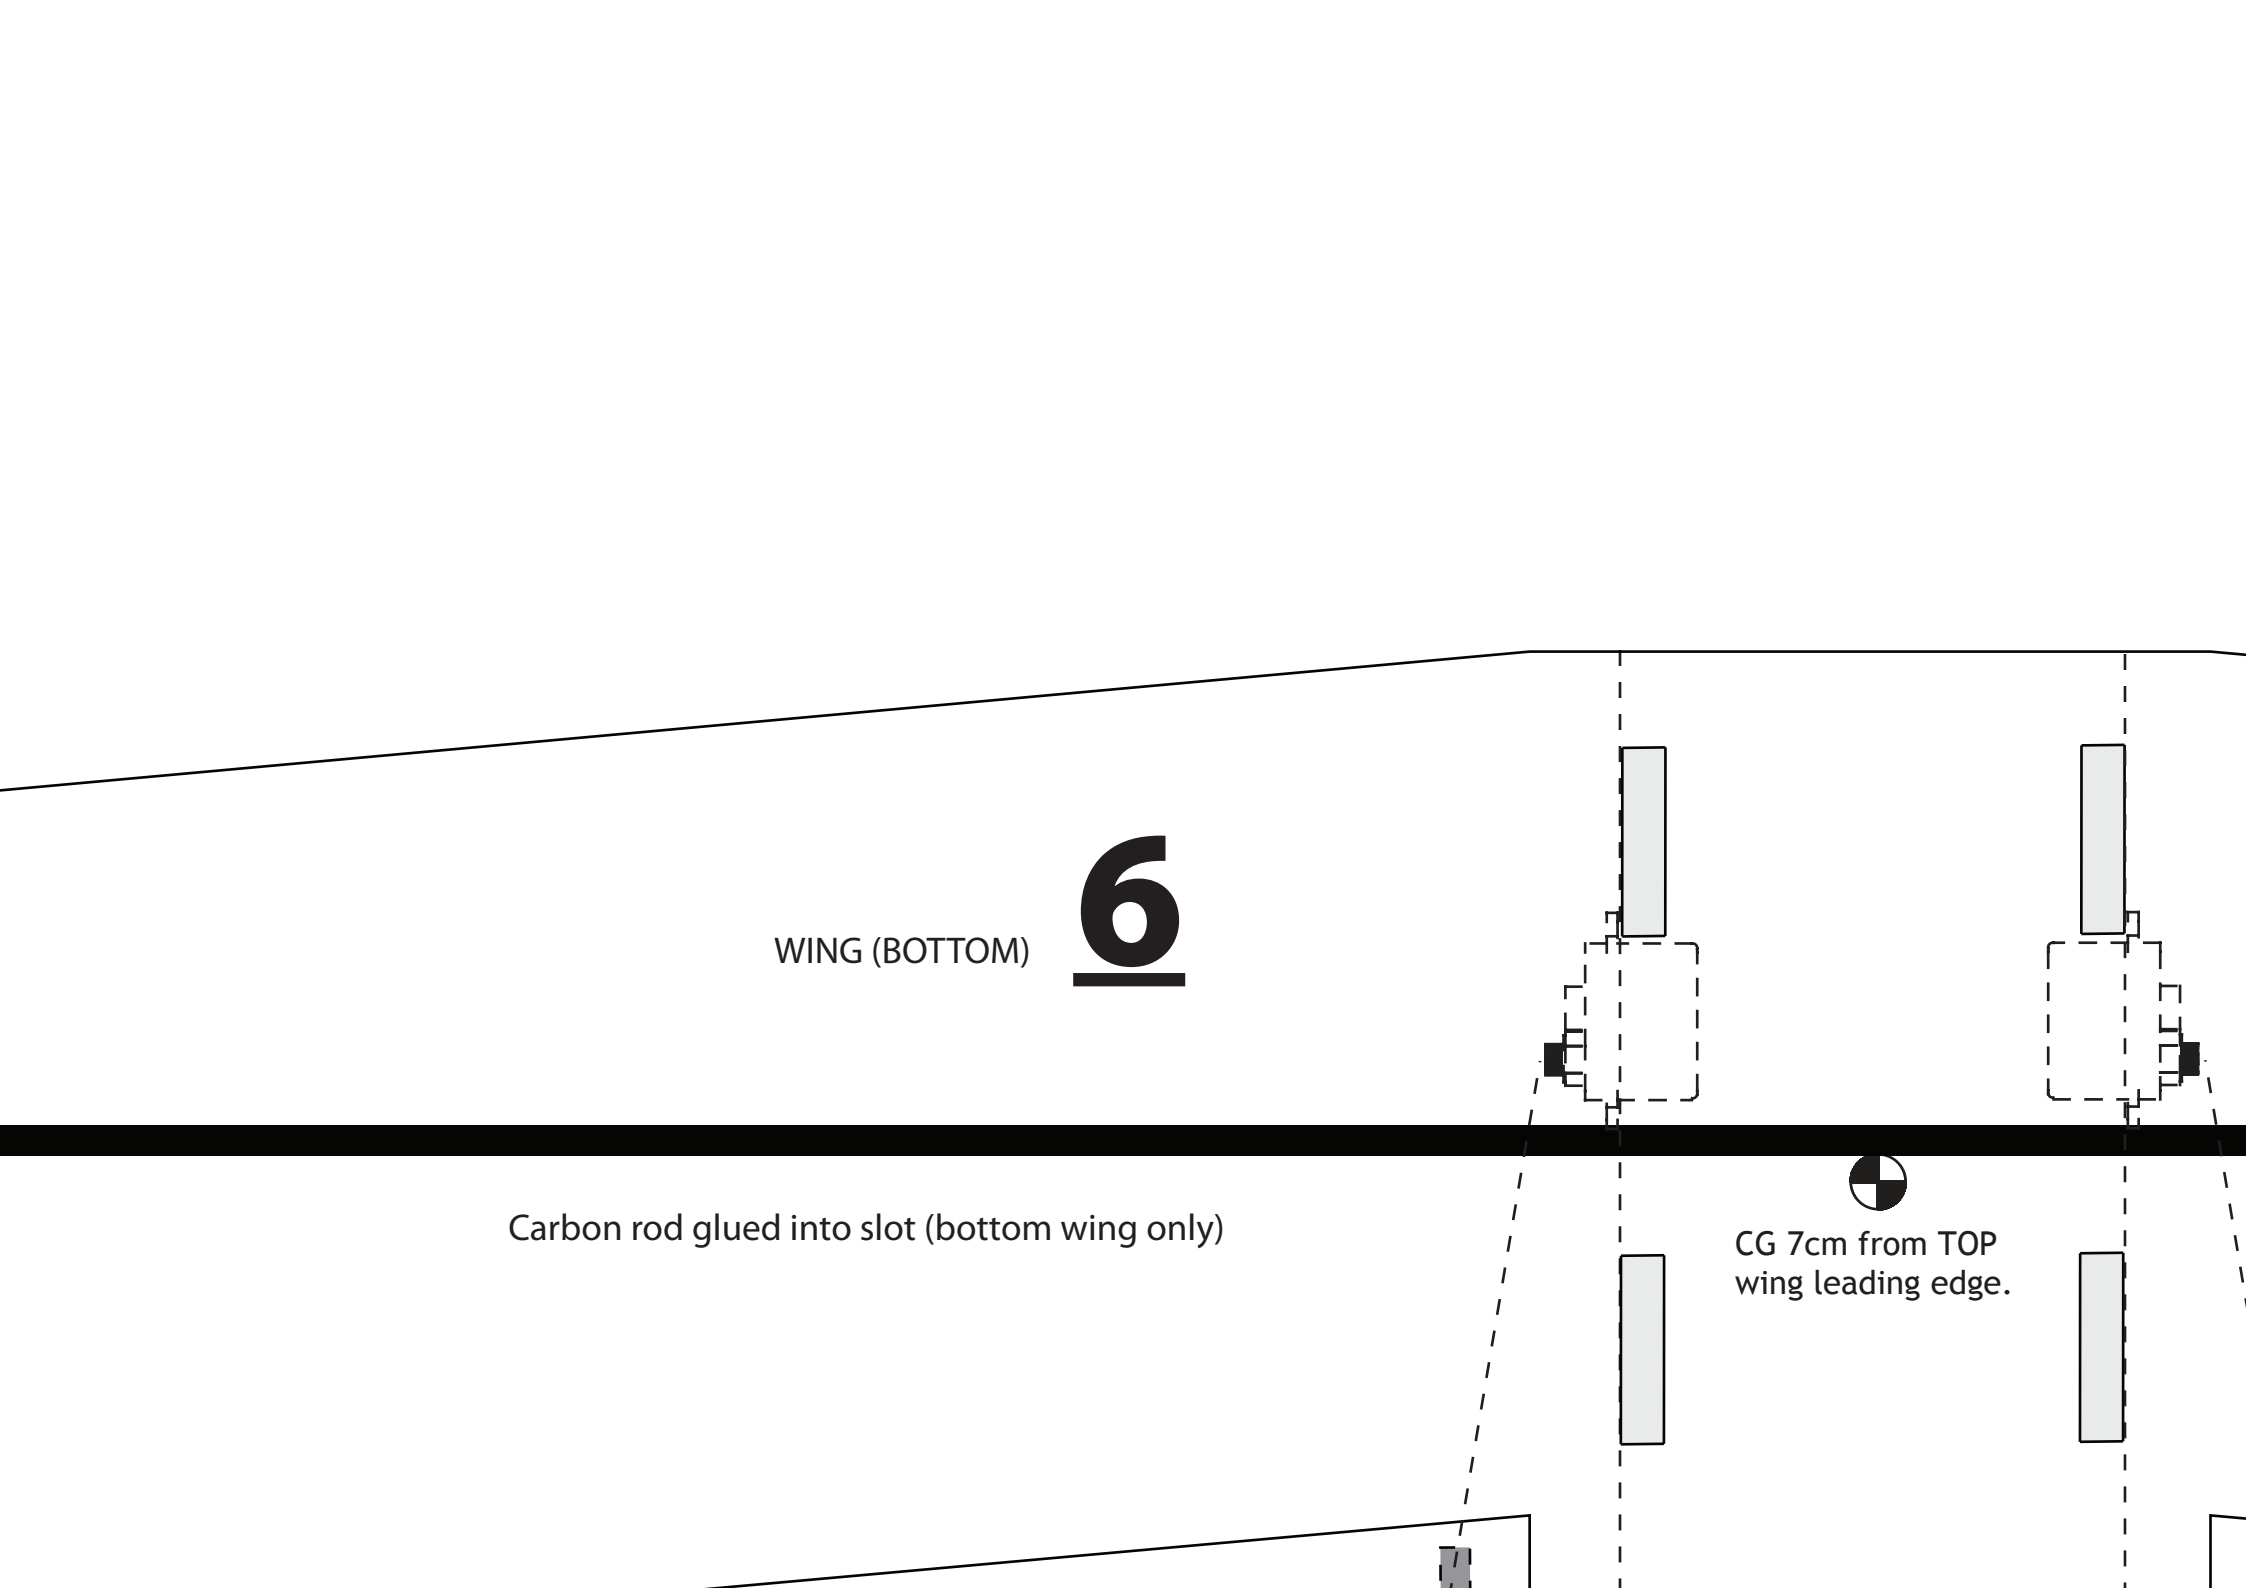 WING (BOTTOM) 6
Carbon rod glued into slot (bottom wing only)
CG 7cm from TOP
wing leading edge.